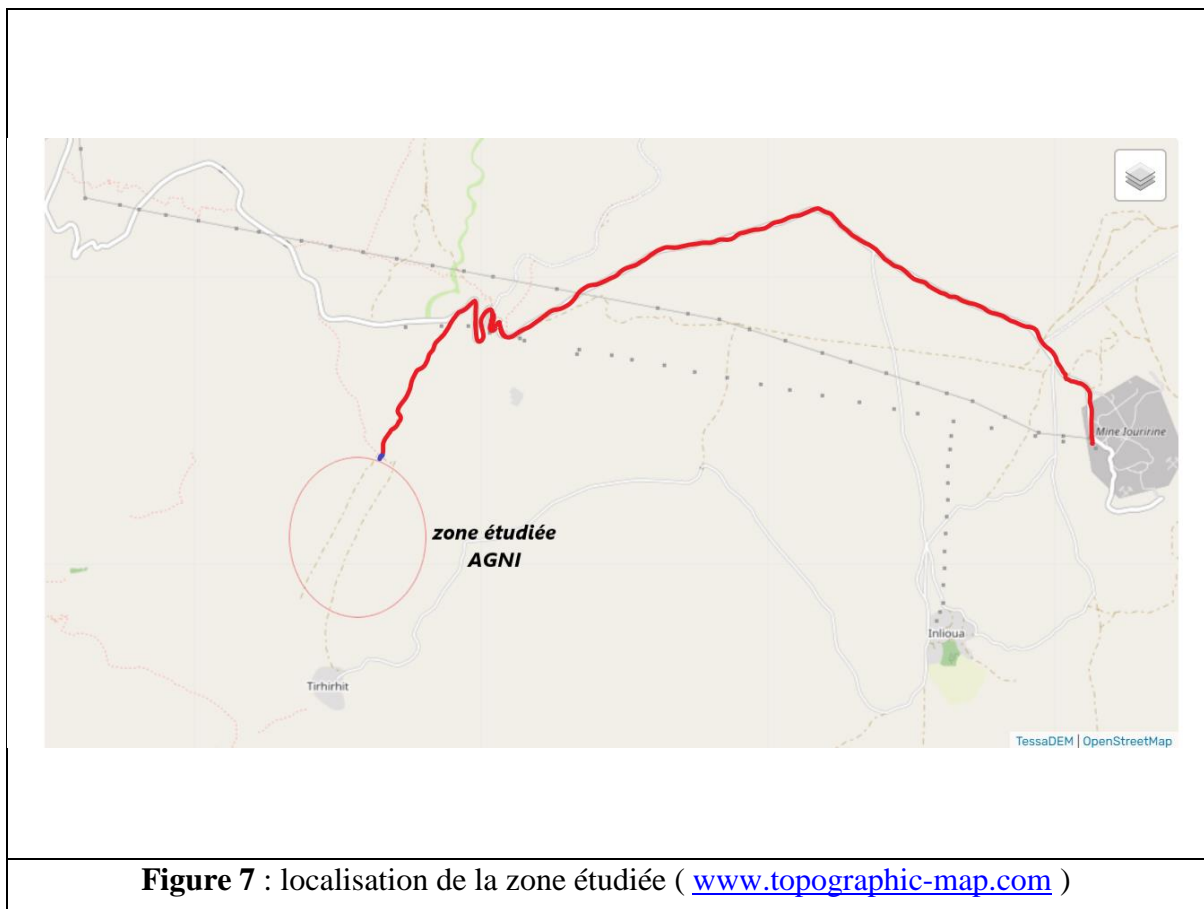 Mine Iouririne
zone étudiée
AGNI
Inlioua
Tirhirhit
TessaDEM | OpenStreetMap
Figure 7 : localisation de la zone étudiée ( www.topographic-map.com )